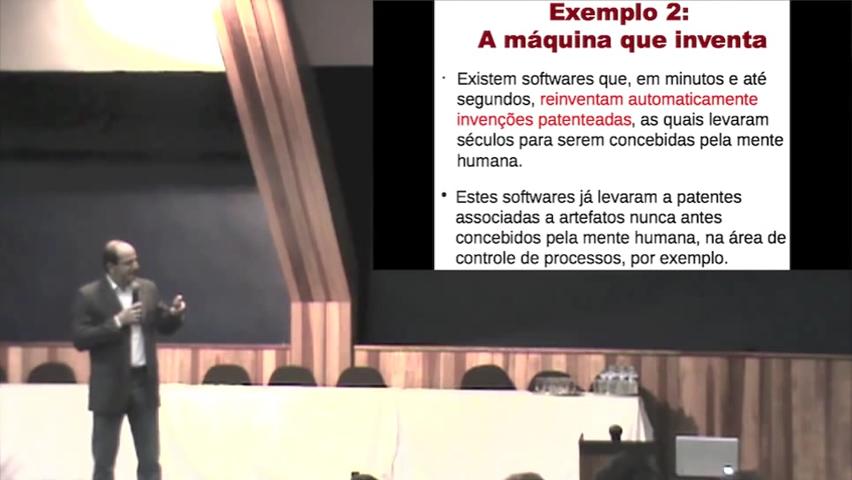 Exemplo 2:
A máquina que inventa
· Existem softwares que, em minutos e até
segundos, reinventam automaticamente
invenções patenteadas, as quais levaram
séculos para serem concebidas pela mente
humana.
• Estes softwares já levaram a patentes
associadas a artefatos nunca antes
concebidos pela mente humana, na área de
controle de processos, por exemplo.